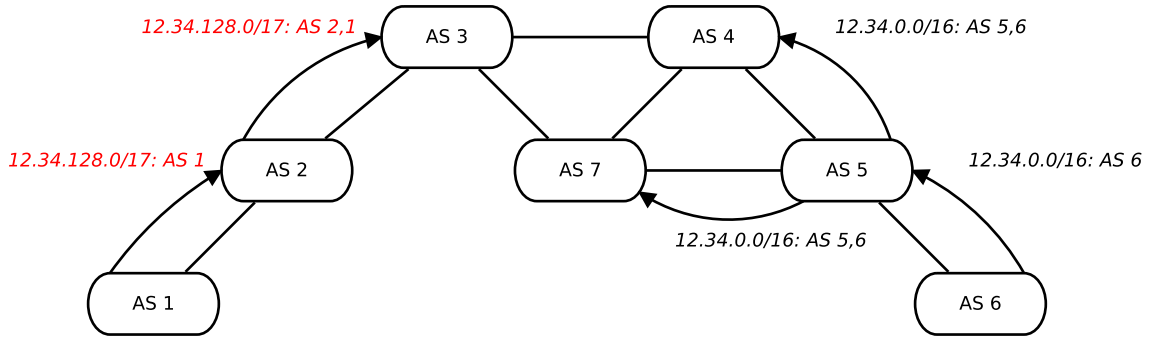 12.34.128.0/17: AS 2,1
AS 3
AS 4
12.34.0.0/16: AS 5,6
12.34.128.0/17: AS 1
AS 2
AS 7
AS 5
12.34.0.0/16: AS 6
12.34.0.0/16: AS 5,6
AS 1
AS 6